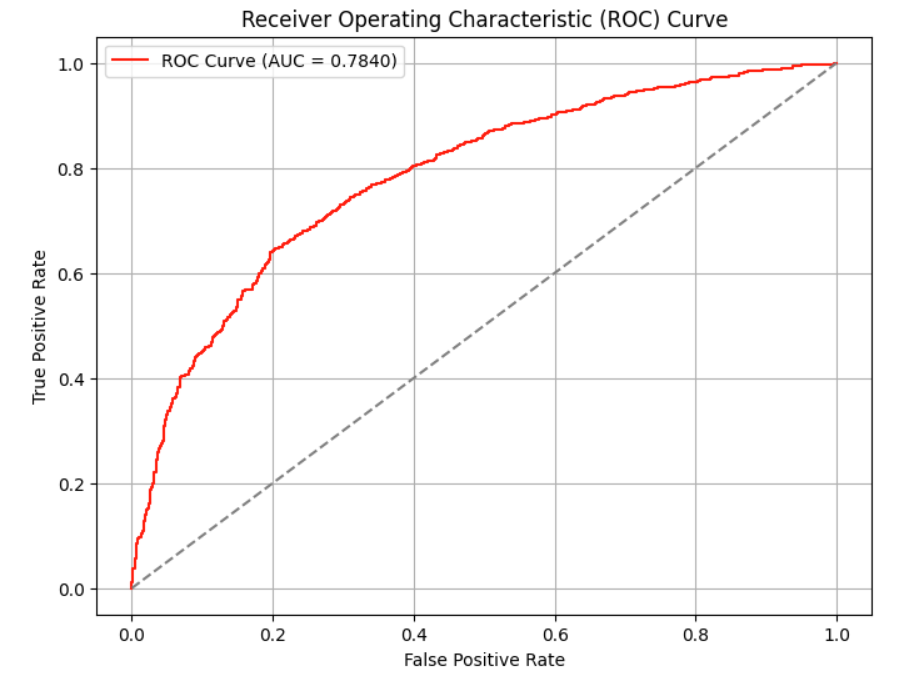 Receiver Operating Characteristic (ROC) Curve
ROC Curve (AUC = 0.7840)
True Positive Rate
1.0
0.8
0.6
0.4
0.2
0.0
0.0 0.2 0.4 0.6 0.8 1.0
False Positive Rate